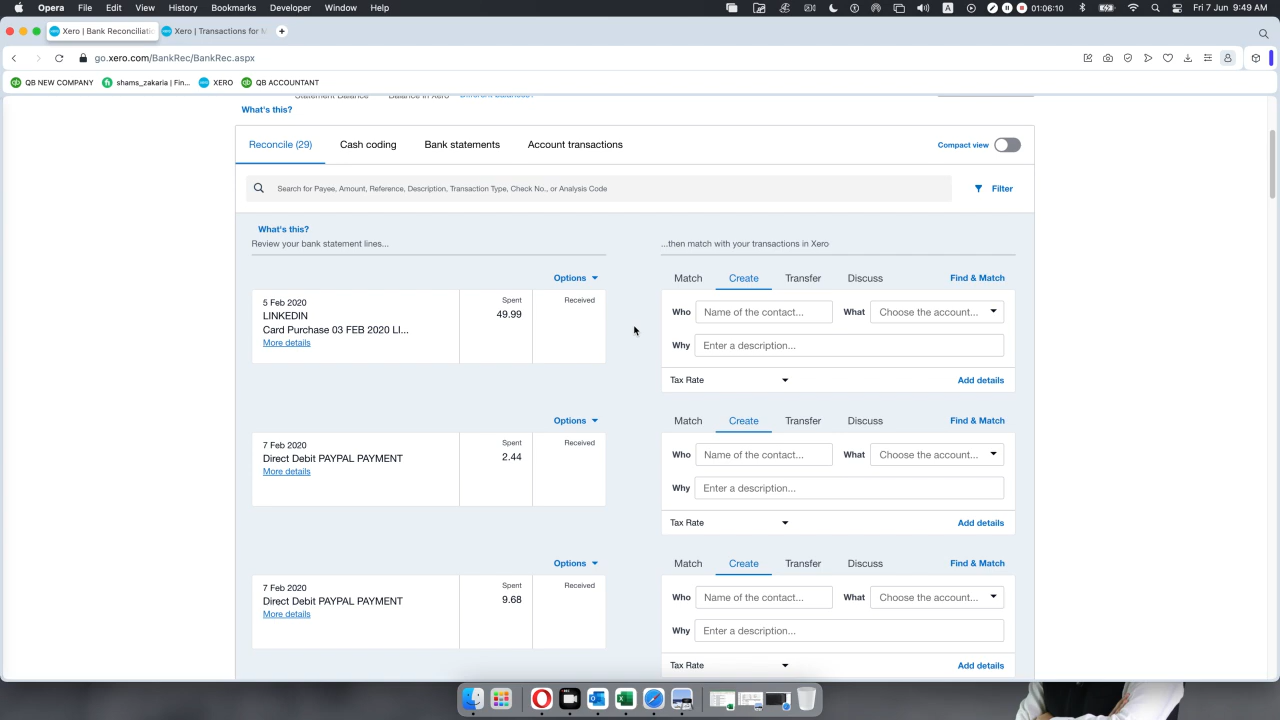 Opera File Edit View History Bookmarks Developer Window Help
01:06:10
A
Fri 7 Jun 9:49 AM
Xero | Bank Reconciliatio
Xero | Transactions for M
go.xero.com/BankRec/BankRec.aspx
QB NEW COMPANY shams_zakaria | Fin... XERO QB ACCOUNTANT
Statement Balance Balance in Xero Different balances?
What's this?
Reconcile (29) Cash coding Bank statements Account transactions Compact view
Search for Payee, Amount, Reference, Description, Transaction Type, Check No., or Analysis Code Filter
What's this?
Review your bank statement lines... ...then match with your transactions in Xero
Options Match Create Transfer Discuss Find & Match
5 Feb 2020 Spent Received
LINKEDIN 49.99
Card Purchase 03 FEB 2020 LI...
More details
Who Name of the contact... What Choose the account...
Why Enter a description...
Tax Rate Add details
Options Match Create Transfer Discuss Find & Match
7 Feb 2020 Spent Received
Direct Debit PAYPAL PAYMENT 2.44
More details
Who Name of the contact... What Choose the account...
Why Enter a description...
Tax Rate Add details
Options Match Create Transfer Discuss Find & Match
7 Feb 2020 Spent Received
Direct Debit PAYPAL PAYMENT 9.68
More details
Who Name of the contact... What Choose the account...
Why Enter a description...
Tax Rate Add details